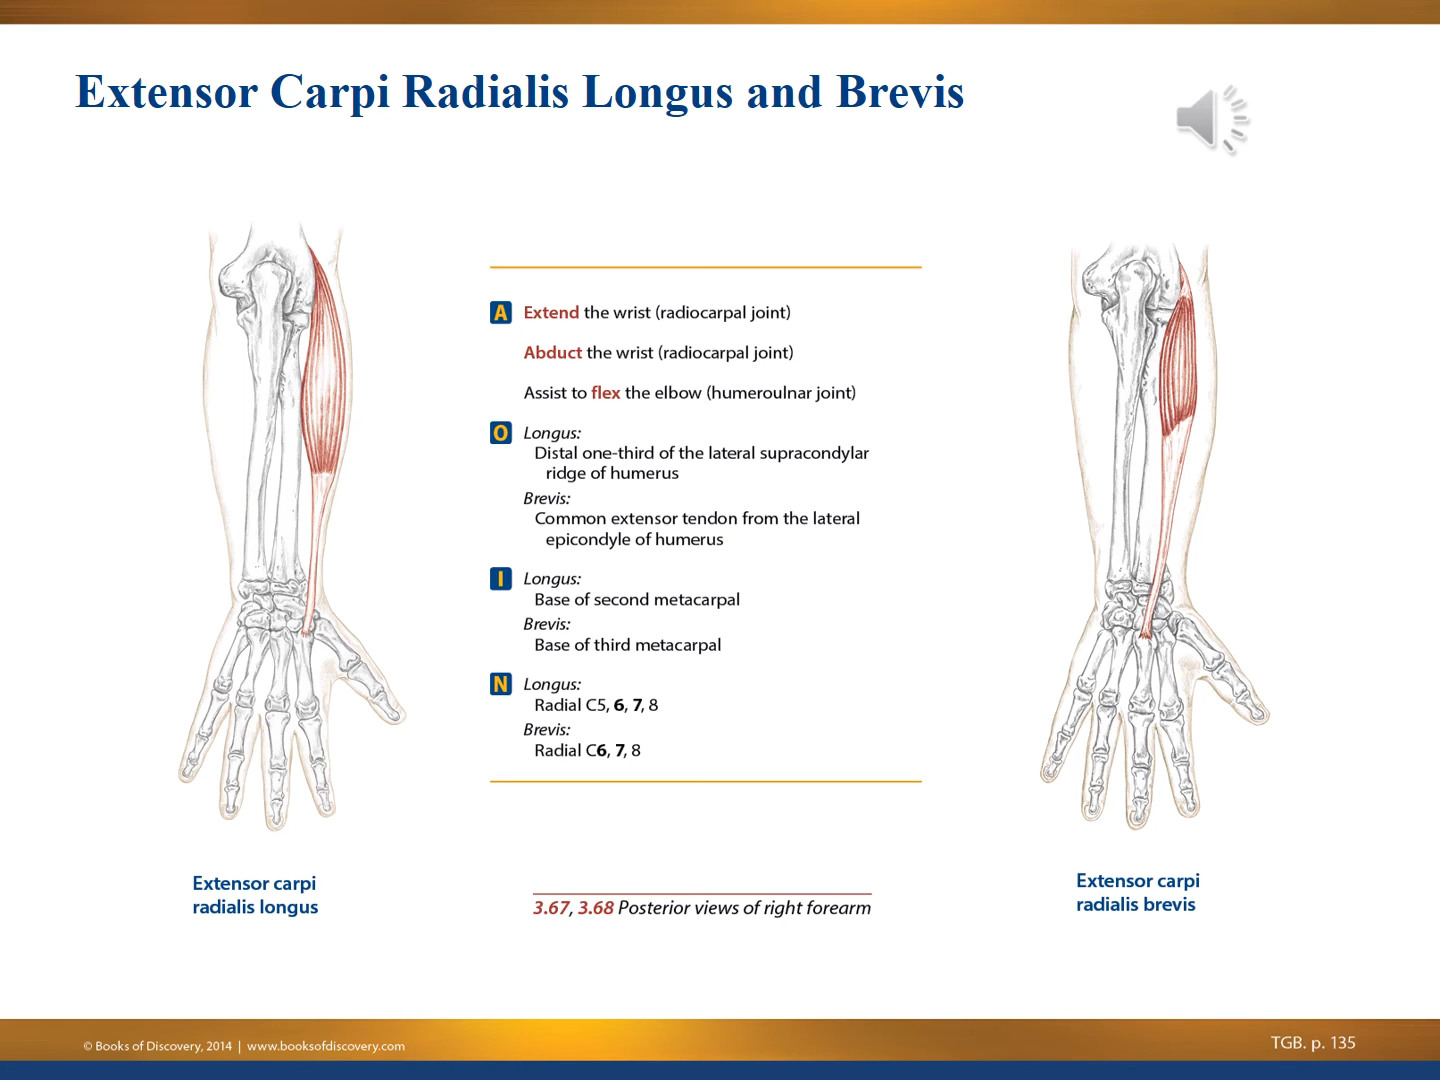 Extensor Carpi Radialis Longus and Brevis
A Extend the wrist (radiocarpal joint)
Abduct the wrist (radiocarpal joint)
Assist to flex the elbow (humeroulnar joint)
O Longus:
Distal one-third of the lateral supracondylar
ridge of humerus
Brevis:
Common extensor tendon from the lateral
epicondyle of humerus
I Longus:
Base of second metacarpal
Brevis:
Base of third metacarpal
N Longus:
Radial C5, 6, 7, 8
Brevis:
Radial C6, 7, 8
Extensor carpi
radialis longus
3.67, 3.68 Posterior views of right forearm
Extensor carpi
radialis brevis
© Books of Discovery, 2014 | www.booksofdiscovery.com
TGB. p. 135